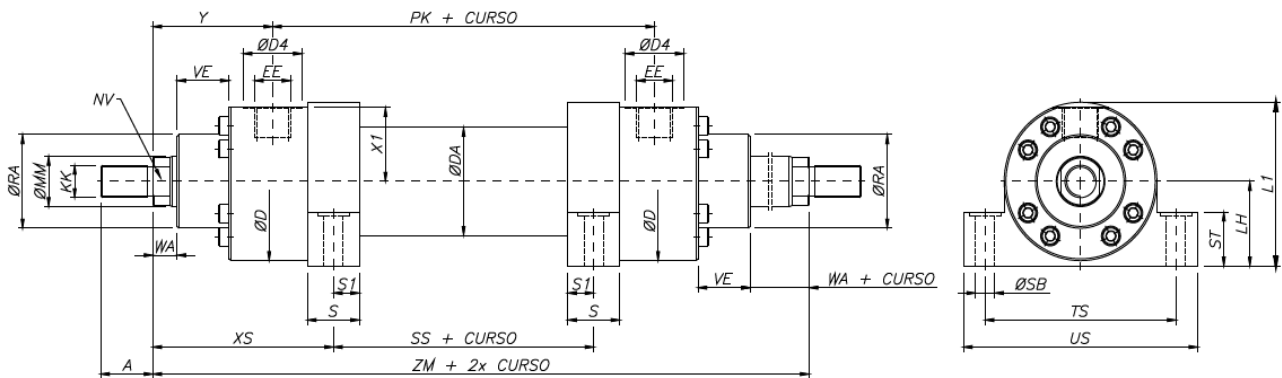 Y
PK + CURSO
ØD4
ØD4
VE
EE
EE
NV
X1
ØDA
ØRA
ØMM
KK
ØRA
L1
LH
ST
ØD
ØD
WA
S1
S1
VE
WA + CURSO
ØSB
S
S
TS
XS
SS + CURSO
US
A
ZM + 2x CURSO